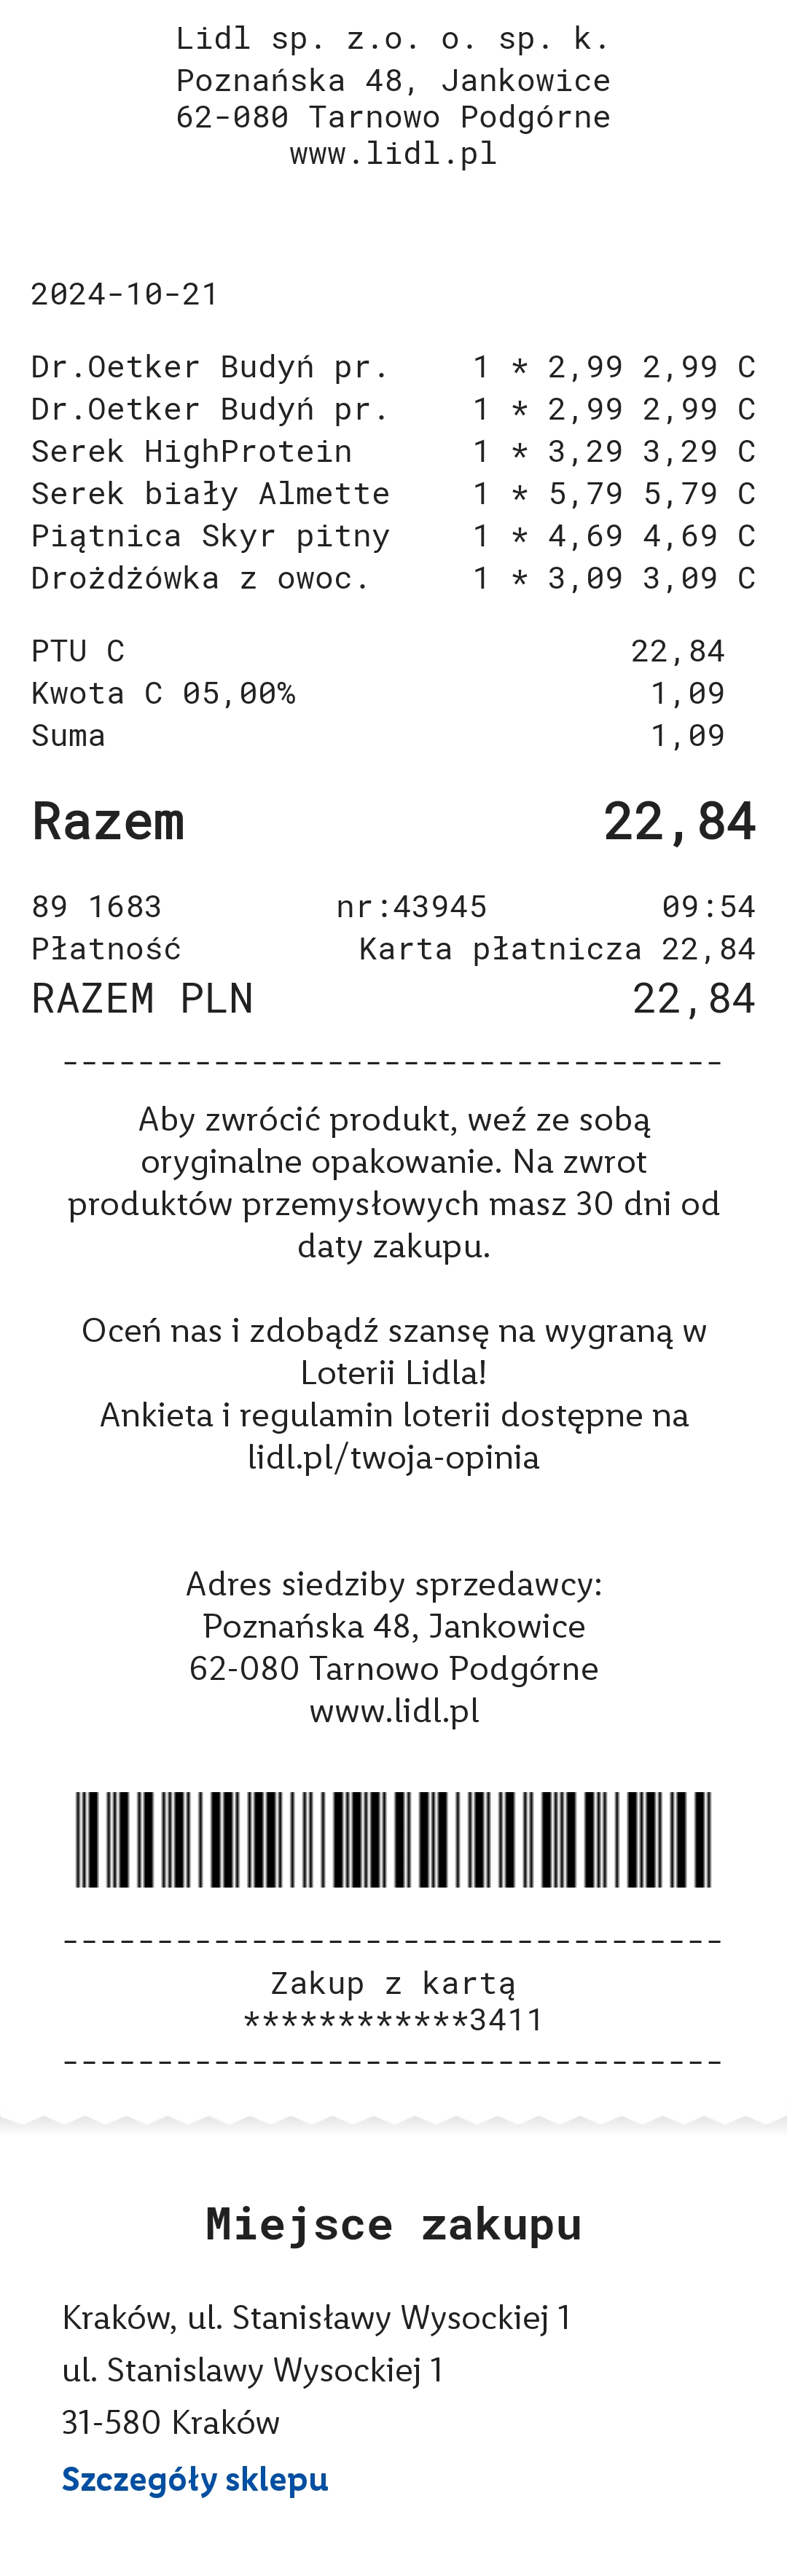 Lidl sp. z.o. o. sp. k.
Poznańska 48, Jankowice
62-080 Tarnowo Podgórne
www.lidl.pl
2024-10-21
Dr.Oetker Budyń pr. 1 * 2,99 2,99 C
Dr.Oetker Budyń pr. 1 * 2,99 2,99 C
Serek HighProtein 1 * 3,29 3,29 C
Serek biały Almette 1 * 5,79 5,79 C
Piątnica Skyr pitny 1 * 4,69 4,69 C
Drożdżówka z owoc. 1 * 3,09 3,09 C
PTU C 22,84
Kwota C 05,00% 1,09
Suma 1,09
Razem 22,84
89 1683 nr:43945 09:54
Płatność Karta płatnicza 22,84
RAZEM PLN 22,84
-----------------------------------
Aby zwrócić produkt, weź ze sobą
oryginalne opakowanie. Na zwrot
produktów przemysłowych masz 30 dni od
daty zakupu.
Oceń nas i zdobądź szansę na wygraną w
Loterii Lidla!
Ankieta i regulamin loterii dostępne na
lidl.pl/twoja-opinia
Adres siedziby sprzedawcy:
Poznańska 48, Jankowice
62-080 Tarnowo Podgórne
www.lidl.pl
-----------------------------------
Zakup z kartą
************3411
-----------------------------------
Miejsce zakupu
Kraków, ul. Stanisławy Wysockiej 1
ul. Stanislawy Wysockiej 1
31-580 Kraków
Szczegóły sklepu